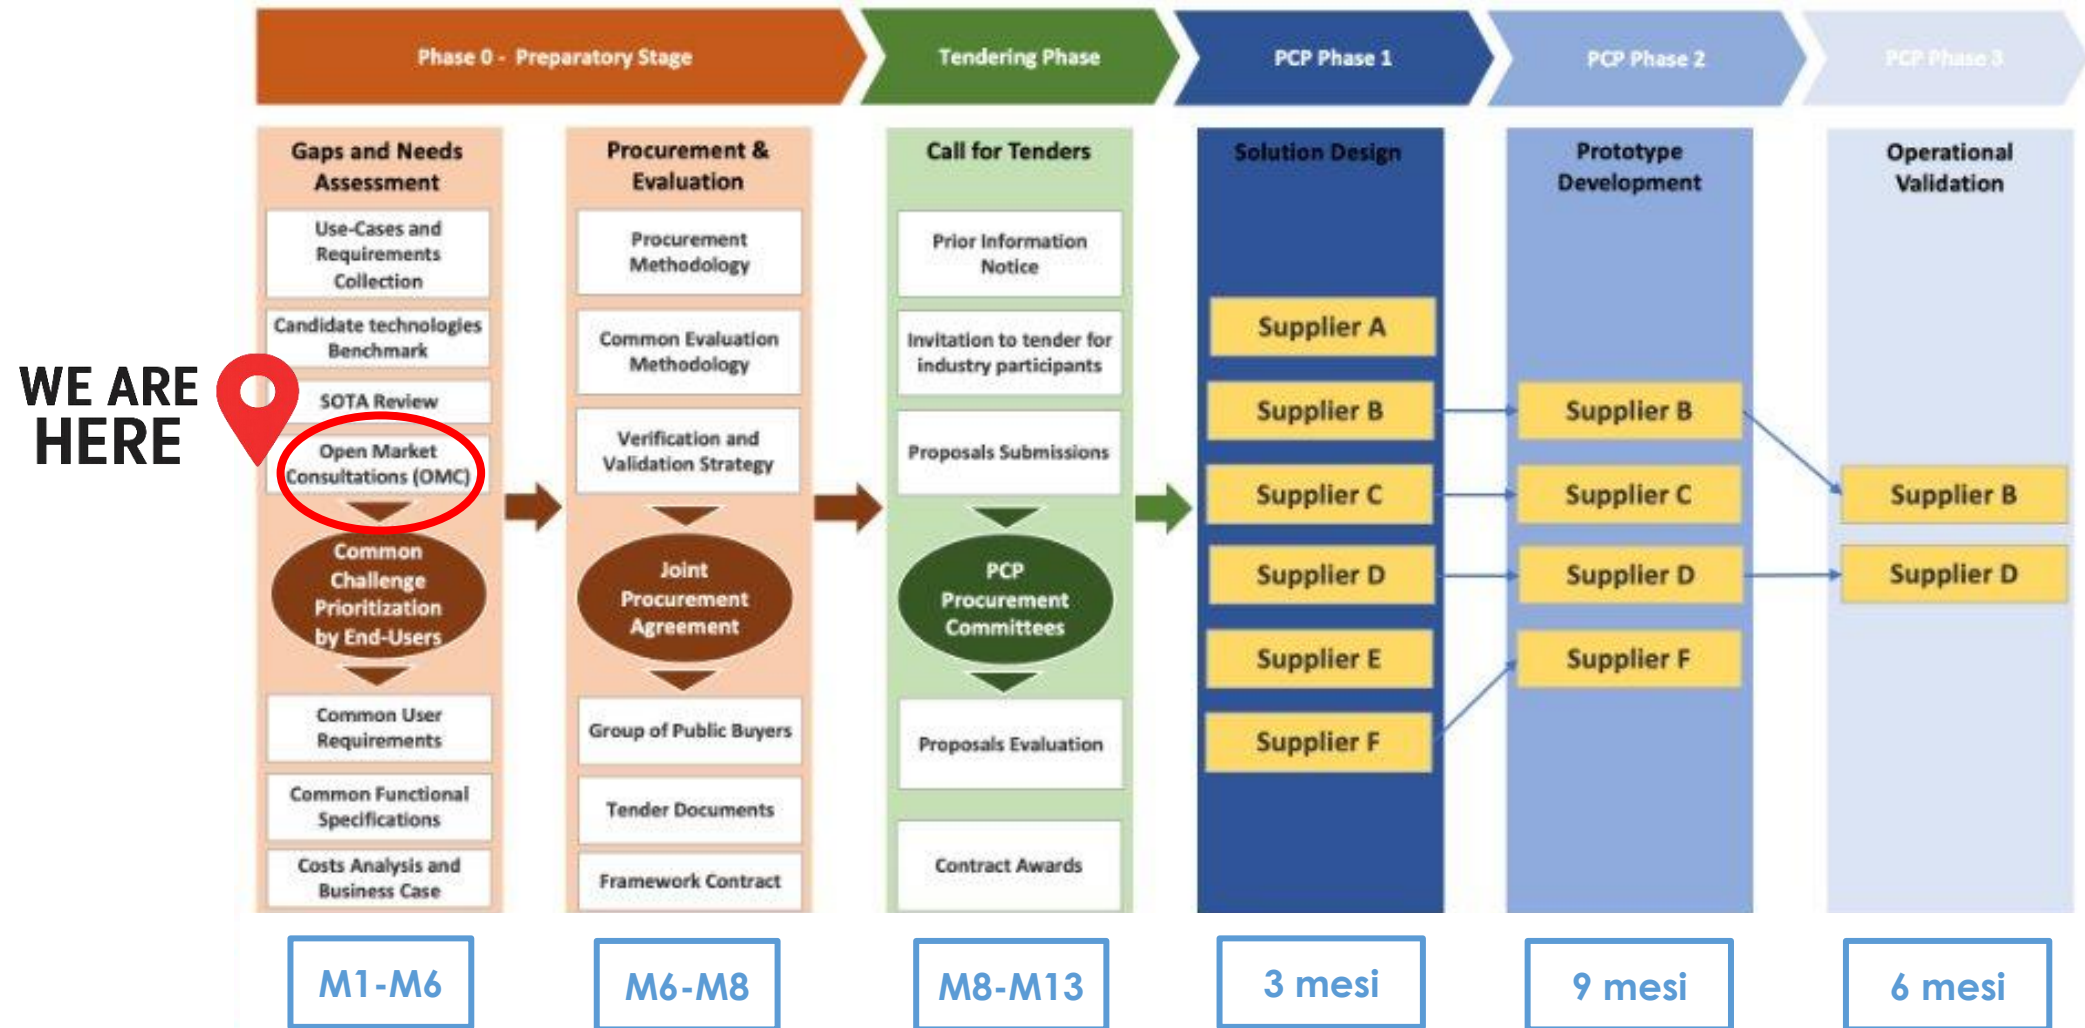 Phase 0 - Preparatory Stage
Tendering Phase
PCP Phase 1
PCP Phase 2
PCP Phase 3
WE ARE
HERE
Gaps and Needs
Assessment
Use-Cases and
Requirements
Collection
Candidate technologies
Benchmark
SOTA Review
Open Market
Consultations (OMC)
Common
Challenge
Prioritization
by End-Users
Common User
Requirements
Common Functional
Specifications
Costs Analysis and
Business Case
M1-M6
Procurement &
Evaluation
Procurement
Methodology
Common Evaluation
Methodology
Verification and
Validation Strategy
Joint
Procurement
Agreement
Group of Public Buyers
Tender Documents
Framework Contract
M6-M8
Call for Tenders
Prior Information
Notice
Invitation to tender for
industry participants
Proposals Submissions
PCP
Procurement
Committees
Proposals Evaluation
Contract Awards
M8-M13
Solution Design
Supplier A
Supplier B
Supplier C
Supplier D
Supplier E
Supplier F
3 mesi
Prototype
Development
Supplier B
Supplier C
Supplier D
Supplier F
9 mesi
Operational
Validation
Supplier B
Supplier D
6 mesi